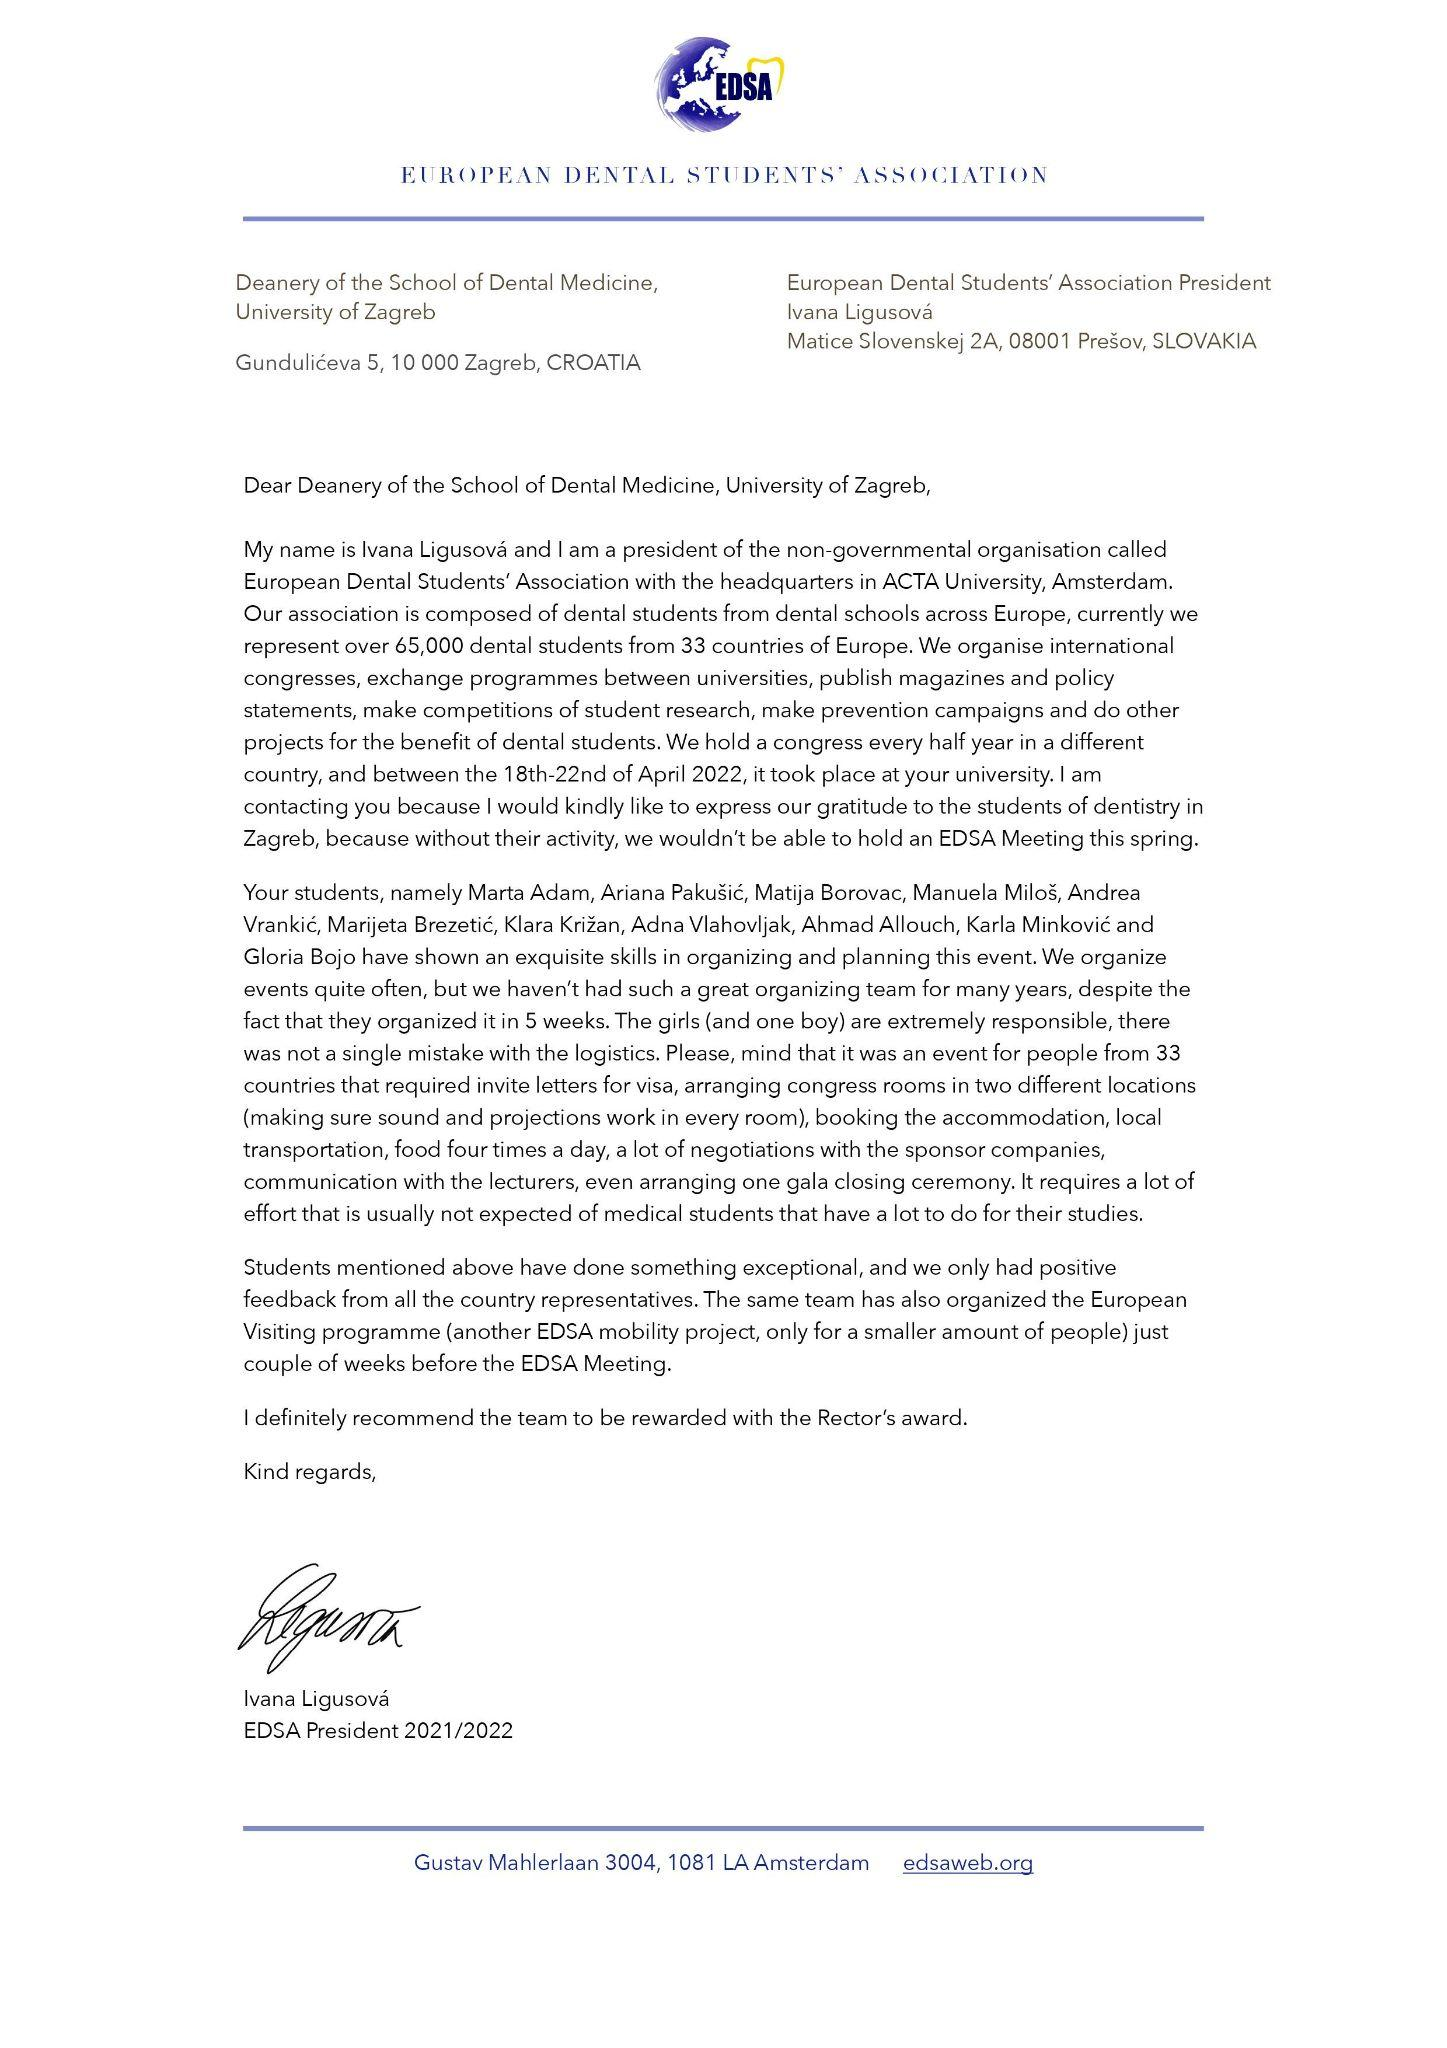 EDSA
EUROPEAN DENTAL STUDENTS' ASSOCIATION
Deanery of the School of Dental Medicine,
University of Zagreb
Gundulićeva 5, 10 000 Zagreb, CROATIA
European Dental Students' Association President
Ivana Ligusová
Matice Slovenskej 2A, 08001 Prešov, SLOVAKIA
Dear Deanery of the School of Dental Medicine, University of Zagreb,
My name is Ivana Ligusová and I am a president of the non-governmental organisation called
European Dental Students' Association with the headquarters in ACTA University, Amsterdam.
Our association is composed of dental students from dental schools across Europe, currently we
represent over 65,000 dental students from 33 countries of Europe. We organise international
congresses, exchange programmes between universities, publish magazines and policy
statements, make competitions of student research, make prevention campaigns and do other
projects for the benefit of dental students. We hold a congress every half year in a different
country, and between the 18th-22nd of April 2022, it took place at your university. I am
contacting you because I would kindly like to express our gratitude to the students of dentistry in
Zagreb, because without their activity, we wouldn't be able to hold an EDSA Meeting this spring.
Your students, namely Marta Adam, Ariana Pakušić, Matija Borovac, Manuela Miloš, Andrea
Vrankić, Marijeta Brezetić, Klara Križan, Adna Vlahovljak, Ahmad Allouch, Karla Minković and
Gloria Bojo have shown an exquisite skills in organizing and planning this event. We organize
events quite often, but we haven't had such a great organizing team for many years, despite the
fact that they organized it in 5 weeks. The girls (and one boy) are extremely responsible, there
was not a single mistake with the logistics. Please, mind that it was an event for people from 33
countries that required invite letters for visa, arranging congress rooms in two different locations
(making sure sound and projections work in every room), booking the accommodation, local
transportation, food four times a day, a lot of negotiations with the sponsor companies,
communication with the lecturers, even arranging one gala closing ceremony. It requires a lot of
effort that is usually not expected of medical students that have a lot to do for their studies.
Students mentioned above have done something exceptional, and we only had positive
feedback from all the country representatives. The same team has also organized the European
Visiting programme (another EDSA mobility project, only for a smaller amount of people) just
couple of weeks before the EDSA Meeting.
I definitely recommend the team to be rewarded with the Rector's award.
Kind regards,
Ligusová
Ivana Ligusová
EDSA President 2021/2022
Gustav Mahlerlaan 3004, 1081 LA Amsterdam edsaweb.org